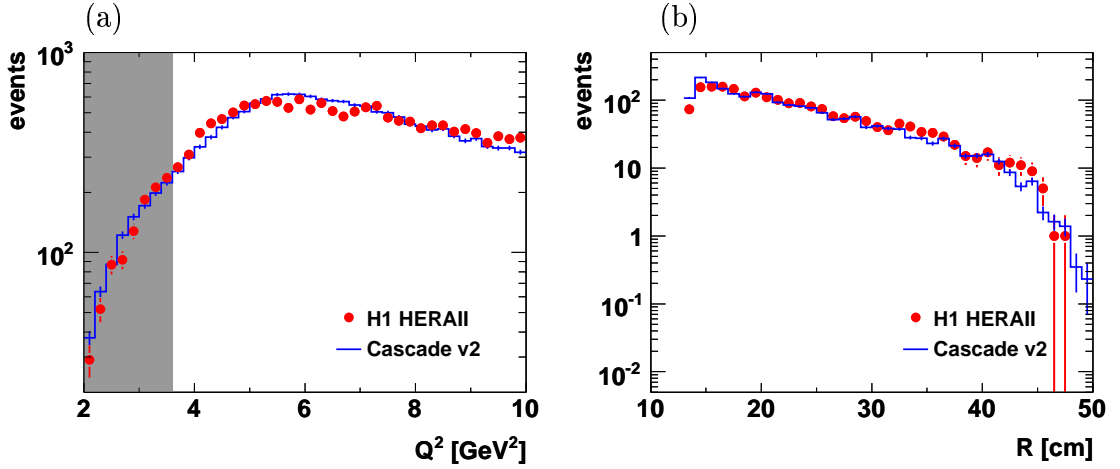 (a)
events
10³
10²
2 4 6 8 10
Q² [GeV²]
H1 HERAII
Cascade v2
(b)
events
10²
10
1
10⁻¹
10⁻²
10 20 30 40 50
R [cm]
H1 HERAII
Cascade v2